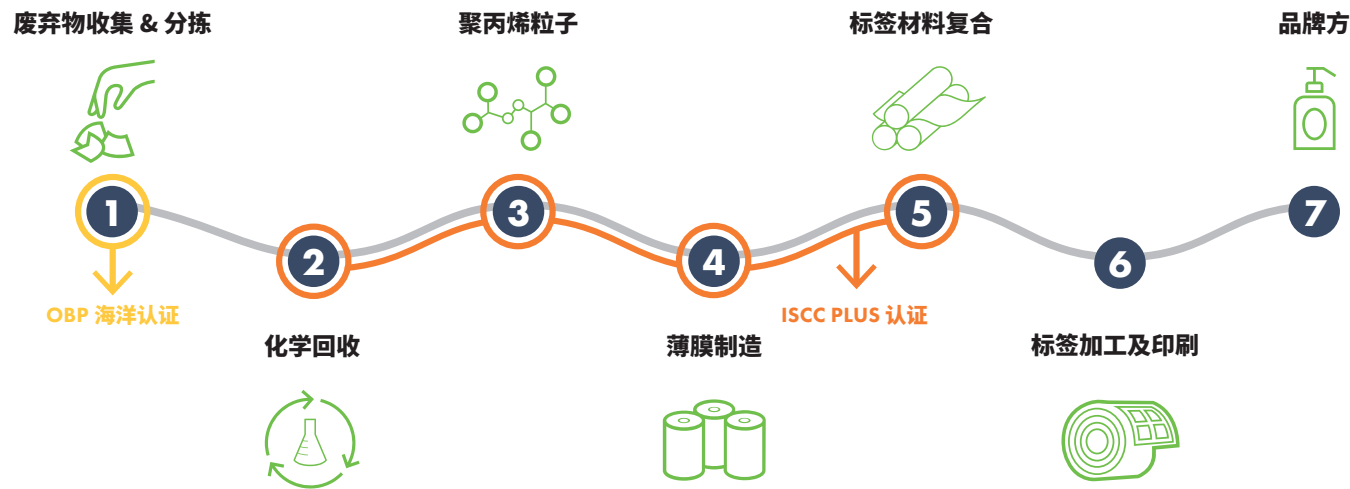 废弃物收集 & 分拣
聚丙烯粒子
标签材料复合
品牌方
1
2
3
4
5
6
7
OBP 海洋认证
ISCC PLUS 认证
化学回收
薄膜制造
标签加工及印刷